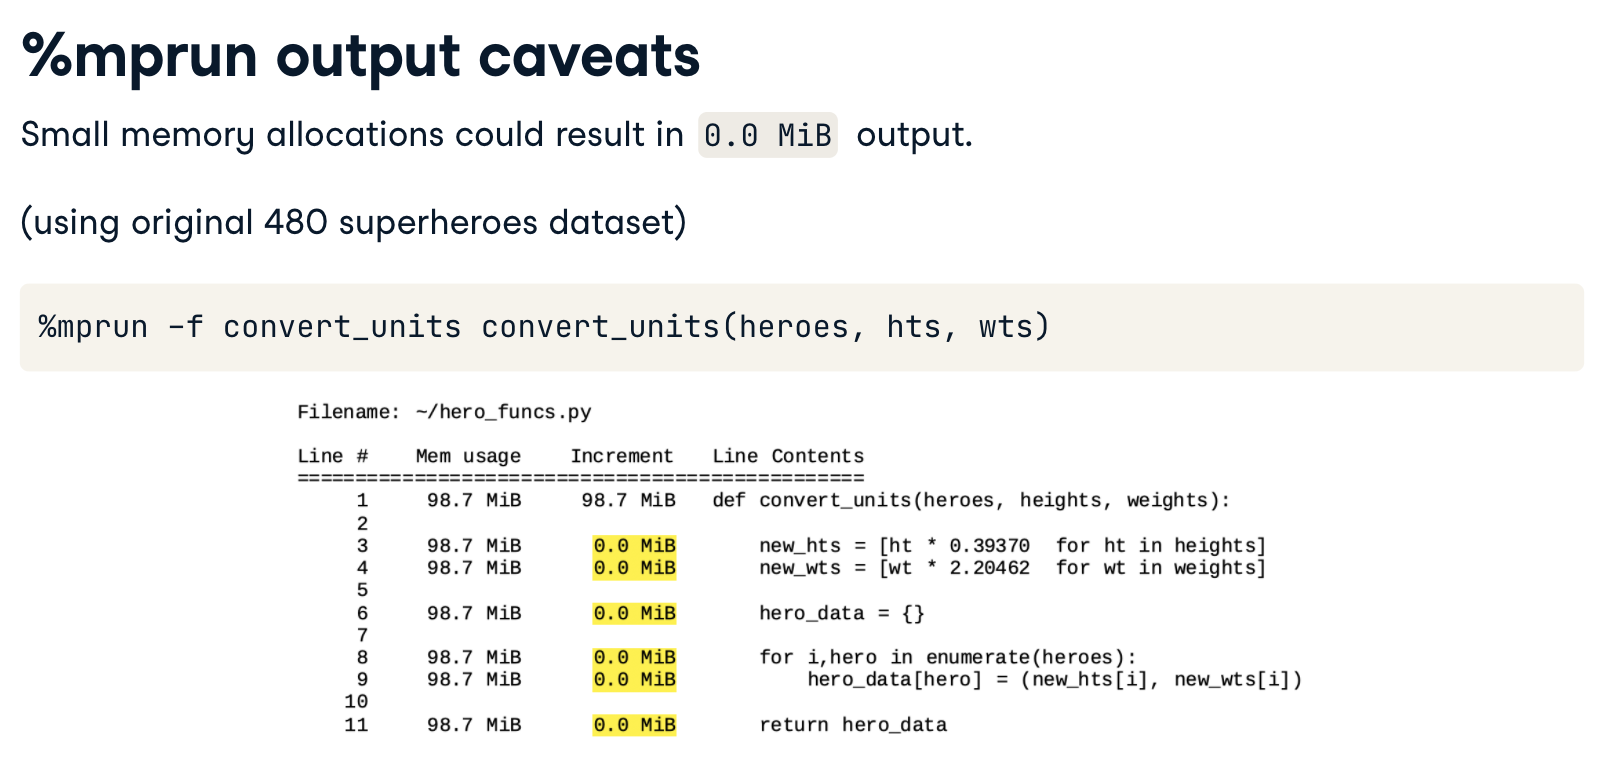 %mprun output caveats
Small memory allocations could result in 0.0 MiB output.
(using original 480 superheroes dataset)
%mprun -f convert_units convert_units(heroes, hts, wts)
Filename: ~/hero_funcs.py
Line #    Mem usage    Increment   Line Contents
================================================
     1     98.7 MiB     98.7 MiB   def convert_units(heroes, heights, weights):
     2
     3     98.7 MiB      0.0 MiB       new_hts = [ht * 0.39370  for ht in heights]
     4     98.7 MiB      0.0 MiB       new_wts = [wt * 2.20462  for wt in weights]
     5
     6     98.7 MiB      0.0 MiB       hero_data = {}
     7
     8     98.7 MiB      0.0 MiB       for i,hero in enumerate(heroes):
     9     98.7 MiB      0.0 MiB           hero_data[hero] = (new_hts[i], new_wts[i])
    10
    11     98.7 MiB      0.0 MiB       return hero_data